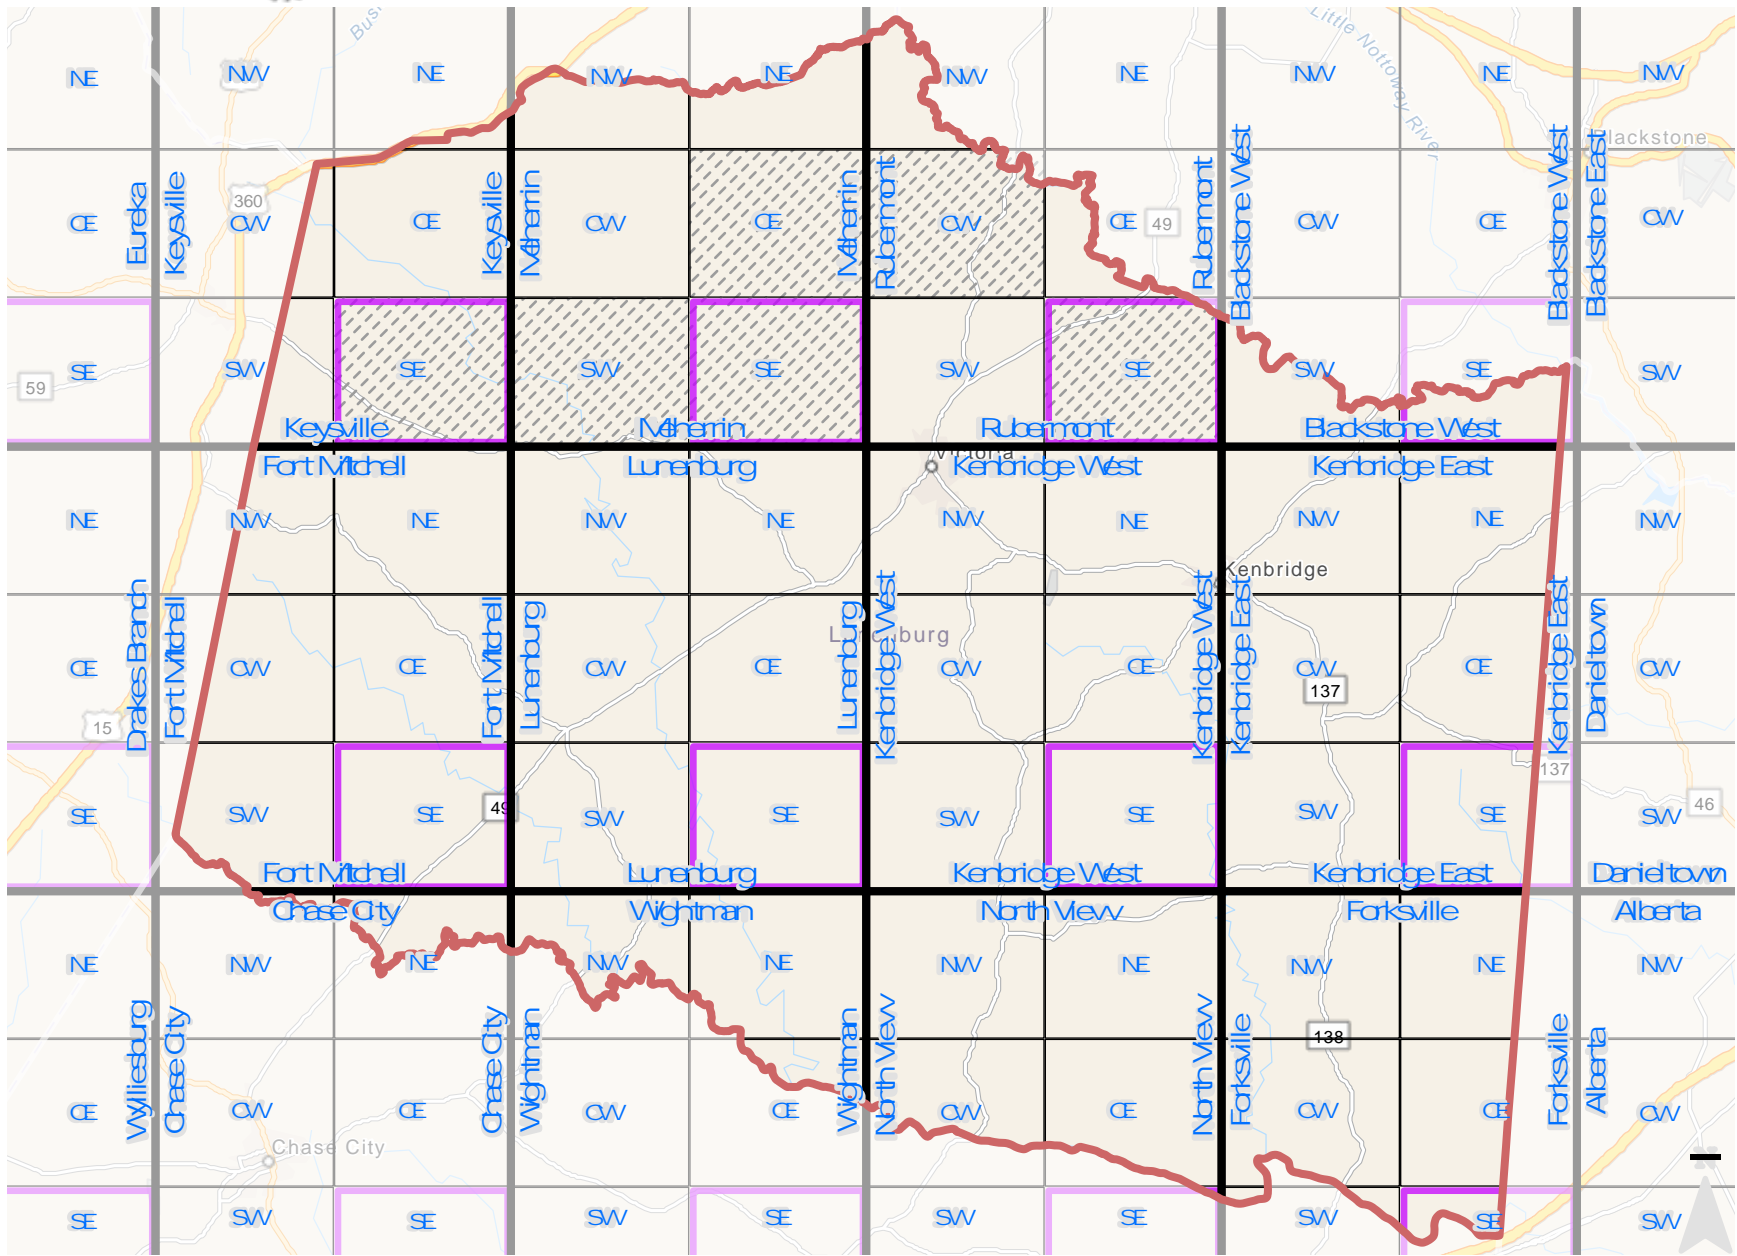 NE NW NE NW NE NW NE NW NE NW
Little Nottoway River
Blackstone
Eureka
Keysville
Keysville
Meherrin
Meherrin
Rubermont
Rubermont
Blackstone West
Blackstone West
Blackstone East
360
49
CE CW CE CW CE CW CE CW CE CW
59
SE SW SE SW SE SW SE SW SE SW
Keysville Meherrin Rubermont Blackstone West
Victoria
Fort Mitchell Lunenburg Kenbridge West Kenbridge East
NE NW NE NW NE NW NE NW NE NW
Kenbridge
Lunenburg
Drakes Branch
Fort Mitchell
Fort Mitchell
Lunenburg
Lunenburg
Kenbridge West
Kenbridge West
Kenbridge East
Kenbridge East
Danieltown
CE CW CE CW CE CW CE CW CE CW
137
15
137
49
46
SE SW SE SW SE SW SE SW SE SW
Fort Mitchell Lunenburg Kenbridge West Kenbridge East Danieltown
Chase City Wightman North View Forksville Alberta
NE NW NE NW NE NW NE NW NE NW
Wylliesburg
Chase City
Chase City
Wightman
Wightman
North View
North View
Forksville
Forksville
Alberta
138
CE CW CE CW CE CW CE CW CE CW
Chase City
SE SW SE SW SE SW SE SW SE SW